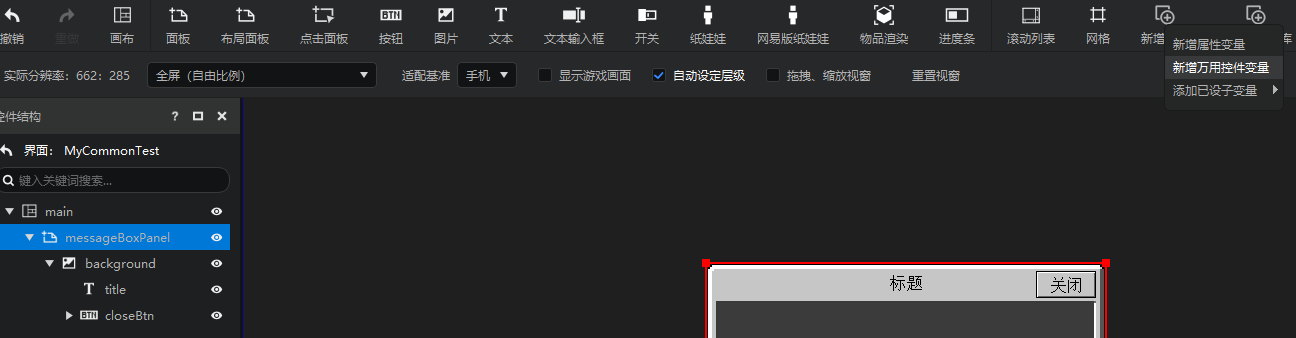 撤销 重做 画布 面板 布局面板 点击面板 按钮 图片 文本 文本输入框 开关 纸娃娃 网易版纸娃娃 物品渲染 进度条 滚动列表 网格 新增 库
BTN T
新增属性变量
新增万用控件变量
添加已设子变量
实际分辨率：662：285 全屏（自由比例） 适配基准 手机 显示游戏画面 自动设定层级 拖拽、缩放视窗 重置视窗
控件结构 ?
界面： MyCommonTest
键入关键词搜索...
main
messageBoxPanel
background
T title
BTN closeBtn
标题 关闭